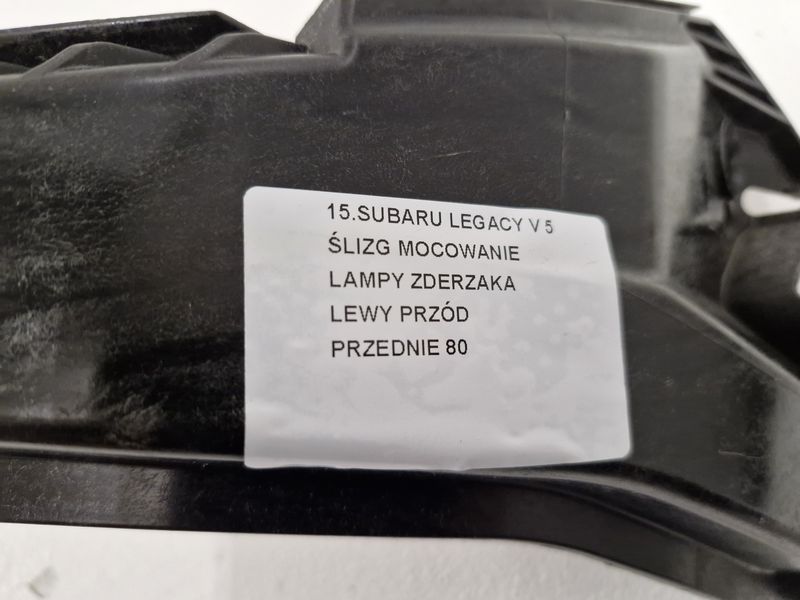 15.SUBARU LEGACY V 5
ŚLIZG MOCOWANIE
LAMPY ZDERZAKA
LEWY PRZÓD
PRZEDNIE 80